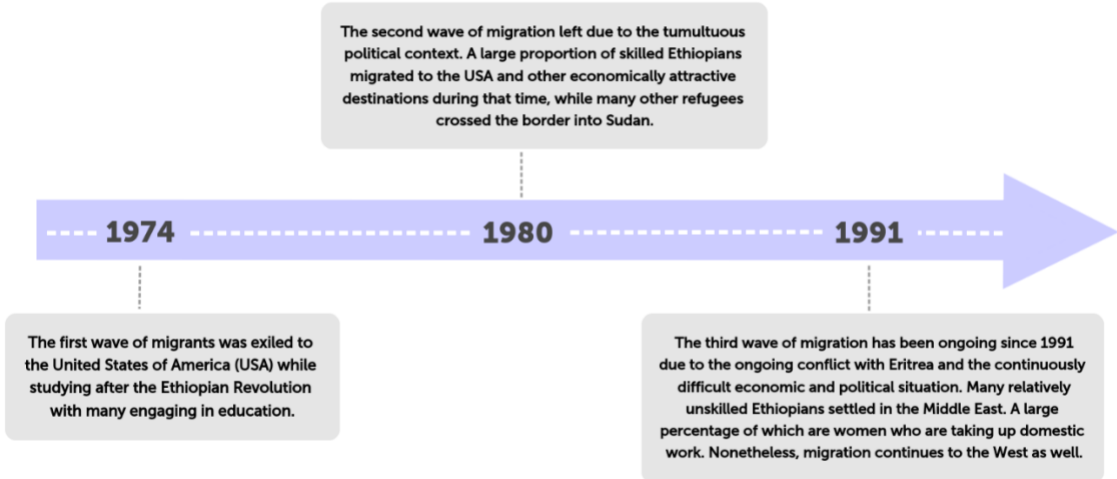 The second wave of migration left due to the tumultuous
political context. A large proportion of skilled Ethiopians
migrated to the USA and other economically attractive
destinations during that time, while many other refugees
crossed the border into Sudan.
1974
1980
1991
The first wave of migrants was exiled to
the United States of America (USA) while
studying after the Ethiopian Revolution
with many engaging in education.
The third wave of migration has been ongoing since 1991
due to the ongoing conflict with Eritrea and the continuously
difficult economic and political situation. Many relatively
unskilled Ethiopians settled in the Middle East. A large
percentage of which are women who are taking up domestic
work. Nonetheless, migration continues to the West as well.